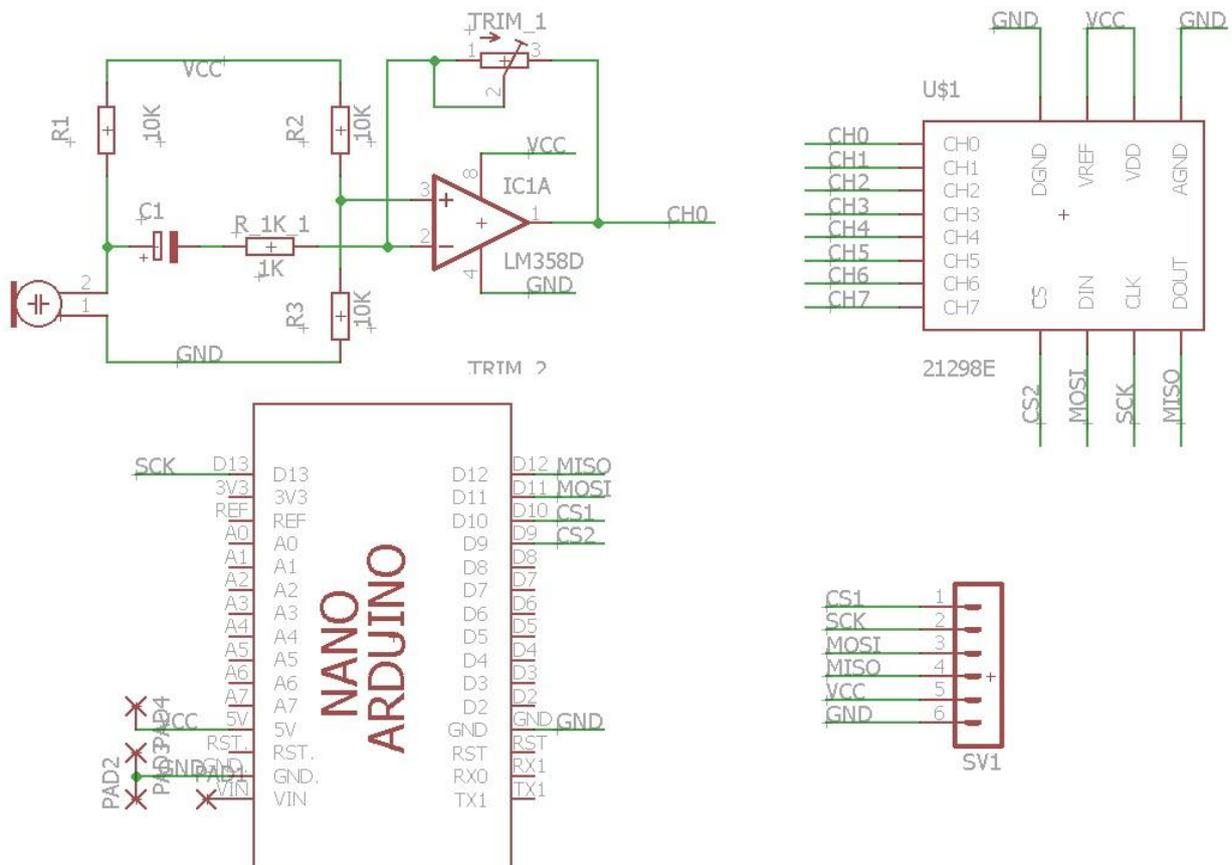 TRIM_1
1
3
2
VCC
R1
10K
R2
10K
VCC
8
IC1A
3
1
CH0
C1
R_1K_1
1K
2
LM358D
4
GND
2
1
R3
10K
GND
TRIM_2
GND
VCC
GND
U$1
CH0 CH0
CH1 CH1
CH2 CH2
CH3 CH3
CH4 CH4
CH5 CH5
CH6 CH6
CH7 CH7
DGND
VREF
VDD
AGND
CS
DIN
CLK
DOUT
21298E
CS2
MOSI
SCK
MISO
SCK D13 D13
3V3 3V3
REF REF
A0 A0
A1 A1
A2 A2
A3 A3
A4 A4
A5 A5
A6 A6
A7 A7
VCC 5V 5V
RST. RST.
GND GND. GND.
VIN VIN
PAD4
PAD3
PAD2
PAD1
NANO
ARDUINO
D12 D12 MISO
D11 D11 MOSI
D10 D10 CS1
D9 D9 CS2
D8 D8
D7 D7
D6 D6
D5 D5
D4 D4
D3 D3
D2 D2
GND GND GND
RST RST
RX0 RX1
TX1 TX1
CS1 1
SCK 2
MOSI 3
MISO 4
VCC 5
GND 6
SV1